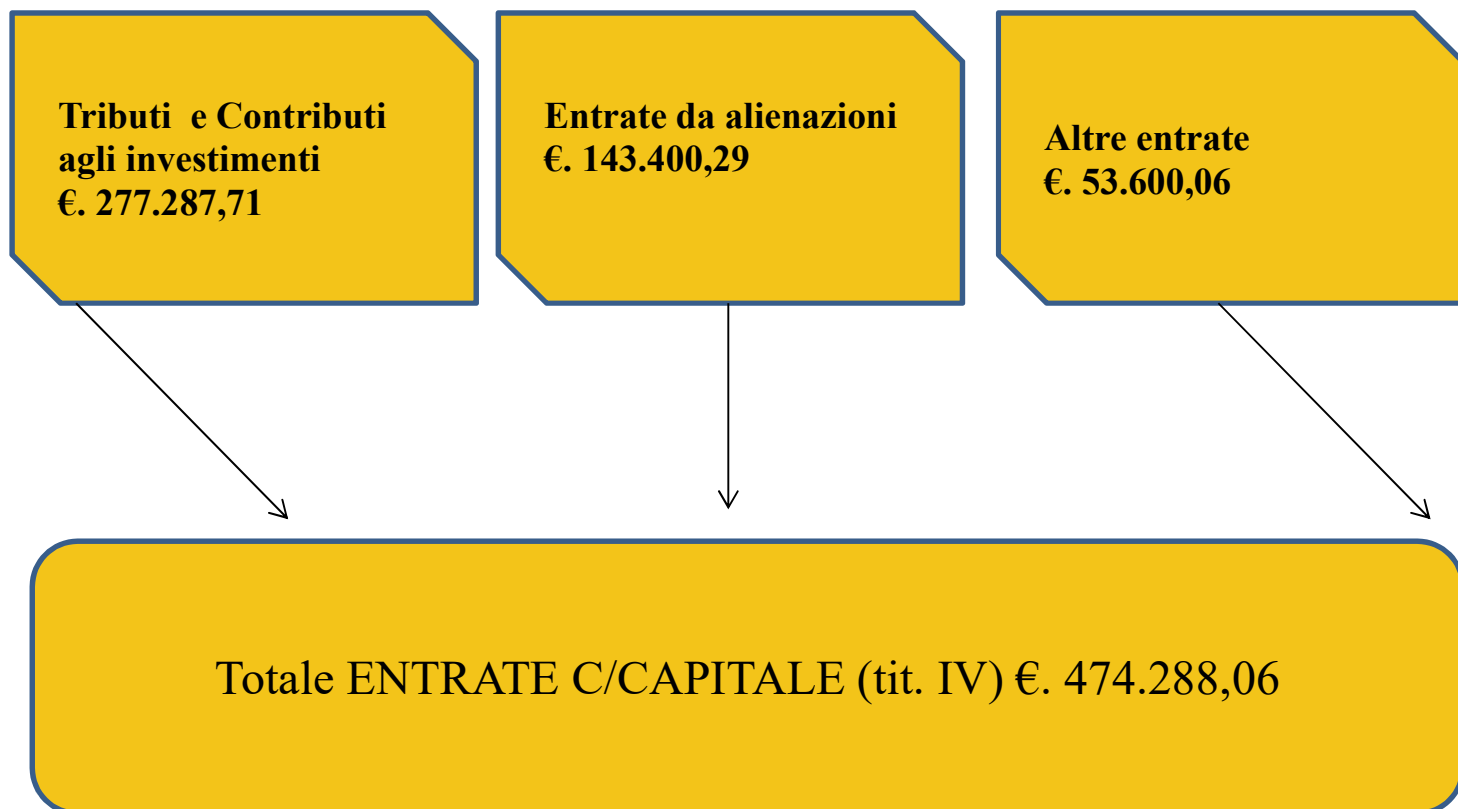 Tributi e Contributi
agli investimenti
€. 277.287,71
Entrate da alienazioni
€. 143.400,29
Altre entrate
€. 53.600,06
Totale ENTRATE C/CAPITALE (tit. IV) €. 474.288,06